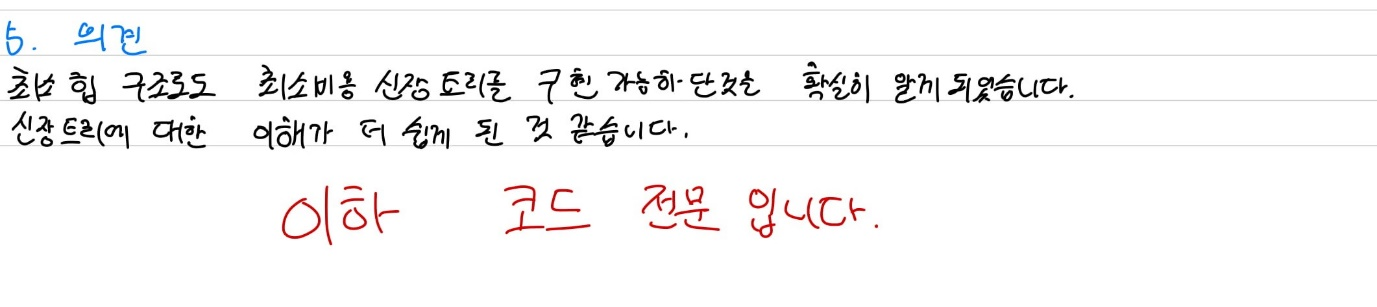 5. 의견
최소 힙 구조로도 최소비용 신장 트리를 구현 가능하단것을 확실히 알게 되었습니다.
신장트리에 대한 이해가 더 쉽게 된 것 같습니다.
이하 코드 전문 입니다.